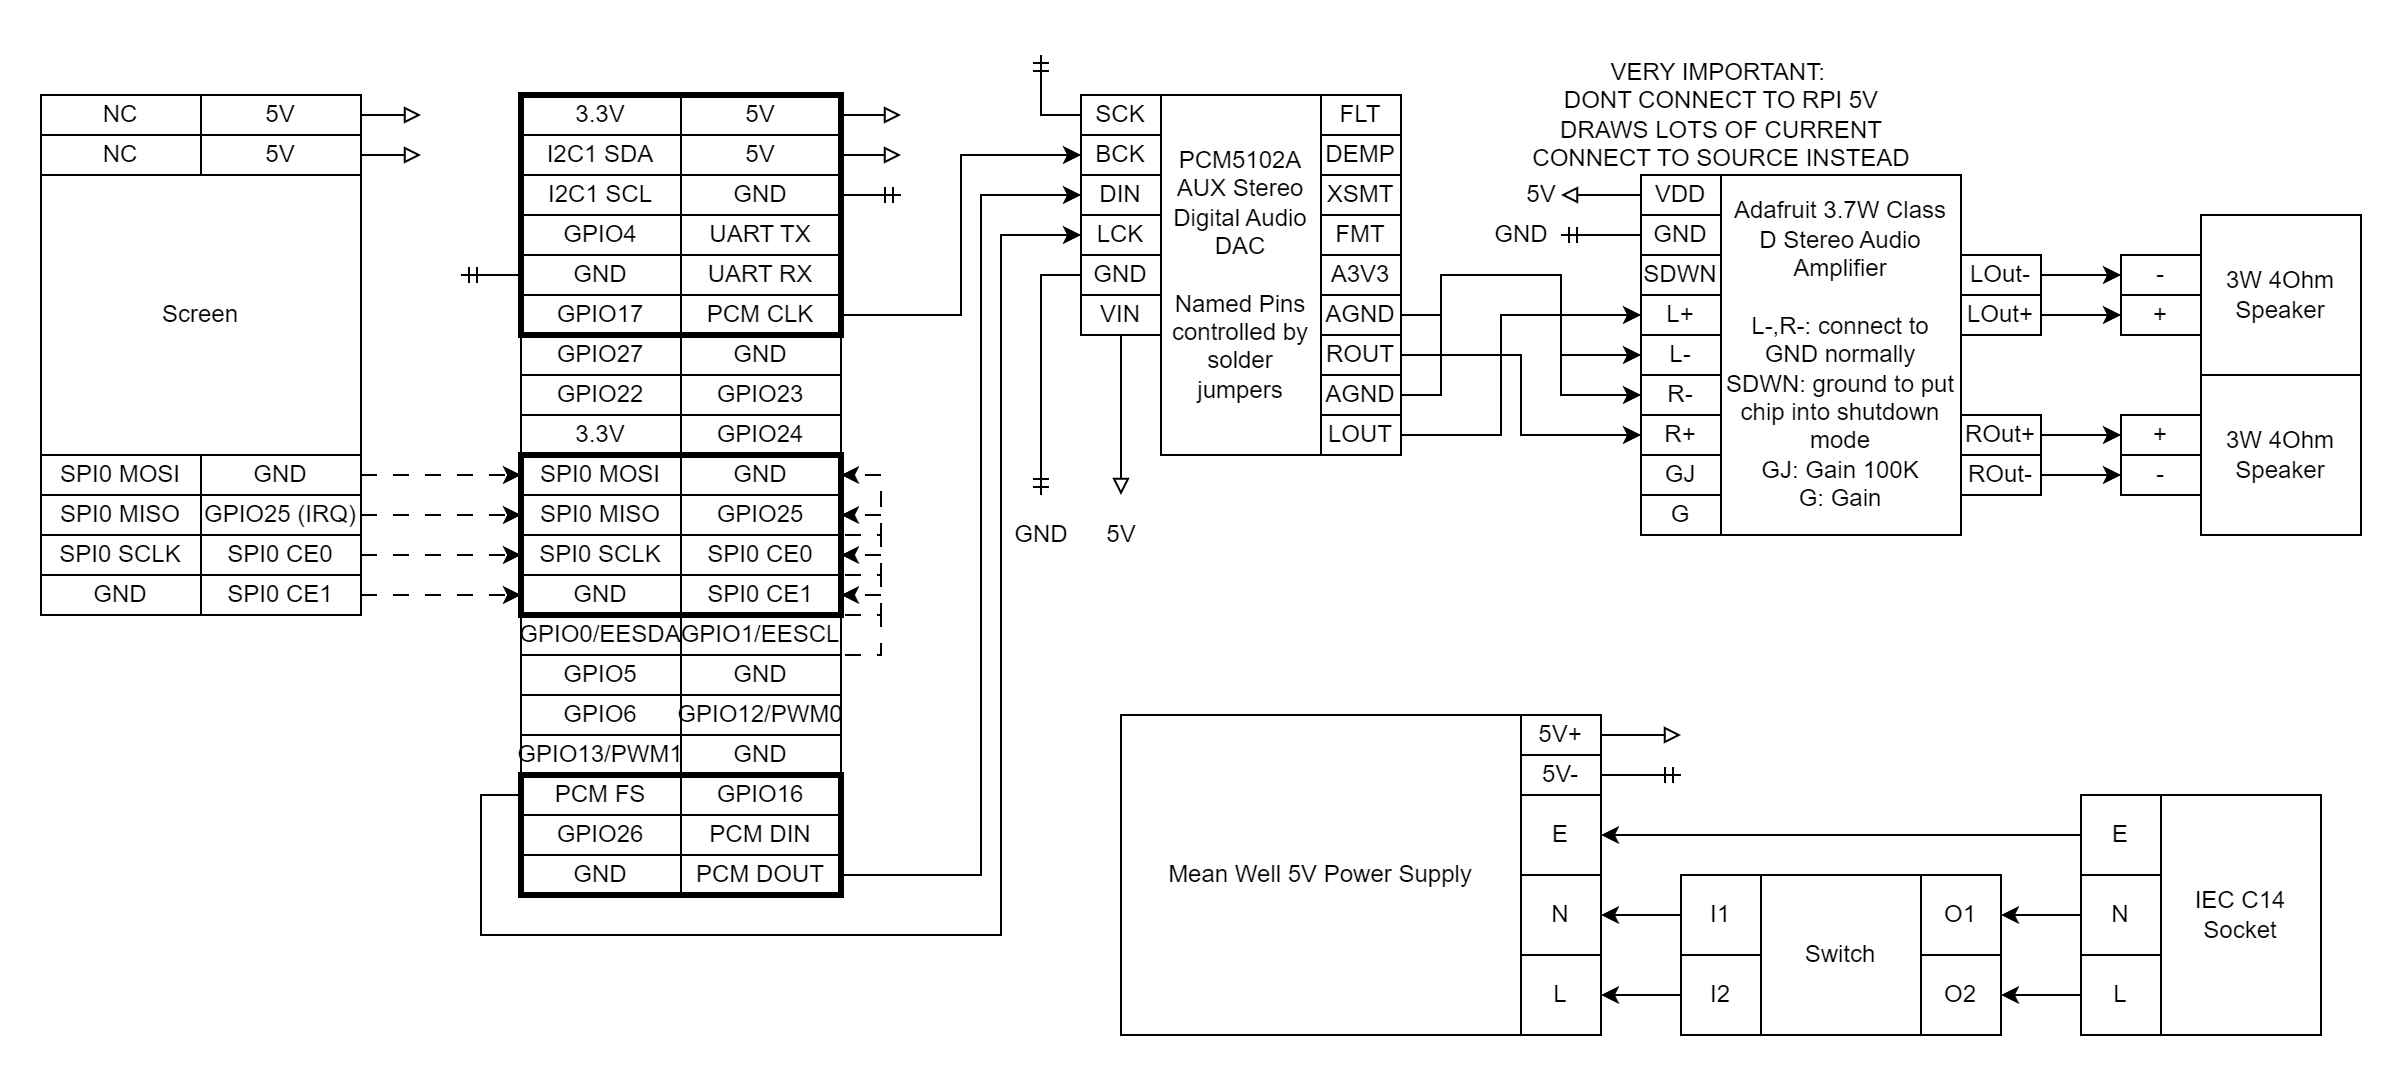 NC
5V
NC
5V
Screen
SPI0 MOSI
GND
SPI0 MISO
GPIO25 (IRQ)
SPI0 SCLK
SPI0 CE0
GND
SPI0 CE1
3.3V
5V
I2C1 SDA
5V
I2C1 SCL
GND
GPIO4
UART TX
GND
UART RX
GPIO17
PCM CLK
GPIO27
GND
GPIO22
GPIO23
3.3V
GPIO24
SPI0 MOSI
GND
SPI0 MISO
GPIO25
SPI0 SCLK
SPI0 CE0
GND
SPI0 CE1
GPIO0/EESDA
GPIO1/EESCL
GPIO5
GND
GPIO6
GPIO12/PWM0
GPIO13/PWM1
GND
PCM FS
GPIO16
GPIO26
PCM DIN
GND
PCM DOUT
SCK
BCK
DIN
LCK
GND
VIN
GND
5V
PCM5102A
AUX Stereo
Digital Audio
DAC
Named Pins
controlled by
solder
jumpers
FLT
DEMP
XSMT
FMT
A3V3
AGND
ROUT
AGND
LOUT
VERY IMPORTANT:
DONT CONNECT TO RPI 5V
DRAWS LOTS OF CURRENT
CONNECT TO SOURCE INSTEAD
5V
GND
VDD
GND
SDWN
L+
L-
R-
R+
GJ
G
Adafruit 3.7W Class
D Stereo Audio
Amplifier
L-,R-: connect to
GND normally
SDWN: ground to put
chip into shutdown
mode
GJ: Gain 100K
G: Gain
LOut-
LOut+
ROut+
ROut-
-
+
+
-
3W 4Ohm
Speaker
3W 4Ohm
Speaker
Mean Well 5V Power Supply
5V+
5V-
E
N
L
I1
I2
Switch
O1
O2
E
N
L
IEC C14
Socket